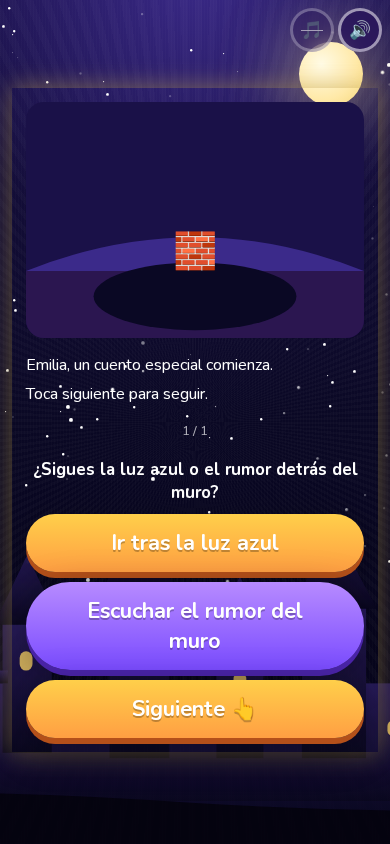 Emilia, un cuento especial comienza.
Toca siguiente para seguir.
1 / 1
¿Sigues la luz azul o el rumor detrás del
muro?
Ir tras la luz azul
Escuchar el rumor del
muro
Siguiente 👆